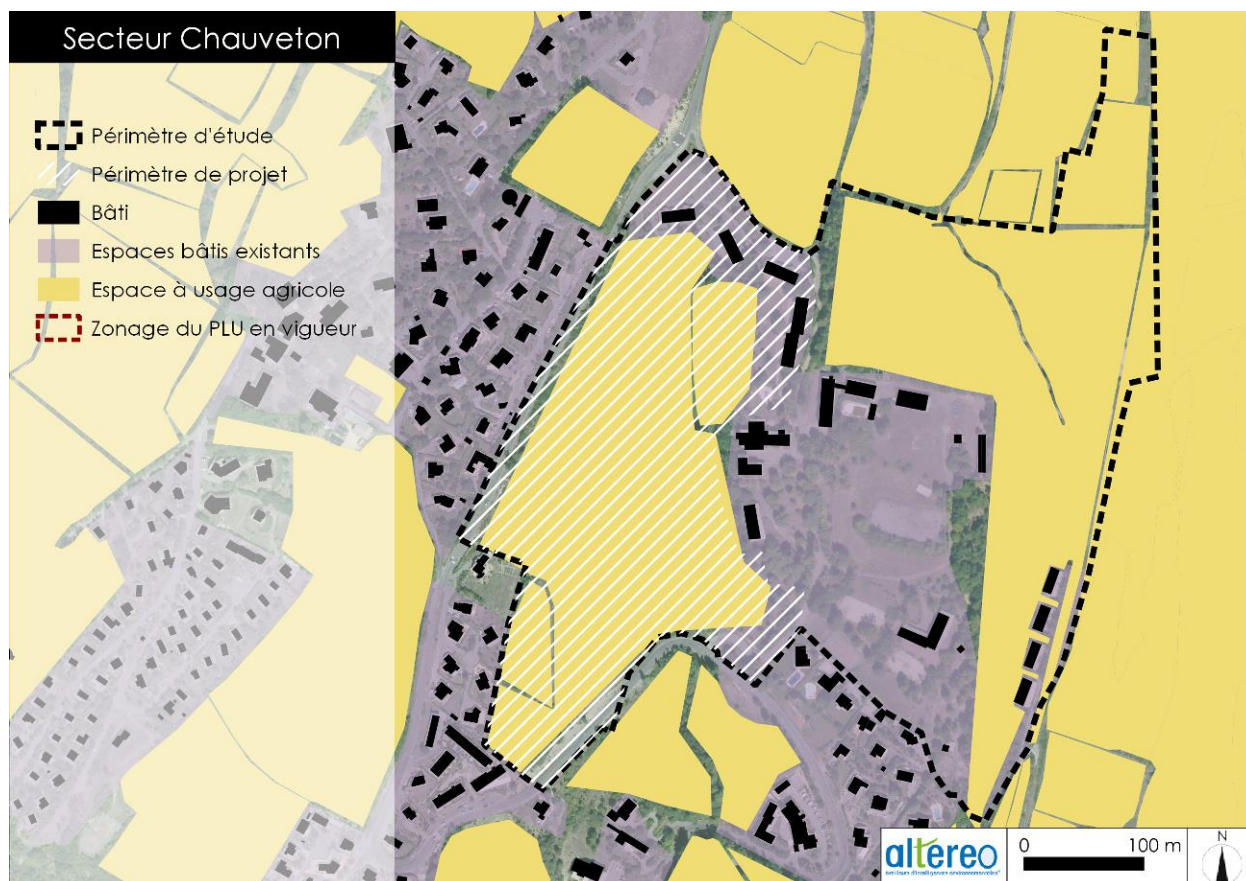 Secteur Chauveton
Périmètre d'étude
Périmètre de projet
Bâti
Espaces bâtis existants
Espace à usage agricole
Zonage du PLU en vigueur
altereo
0 100 m
N